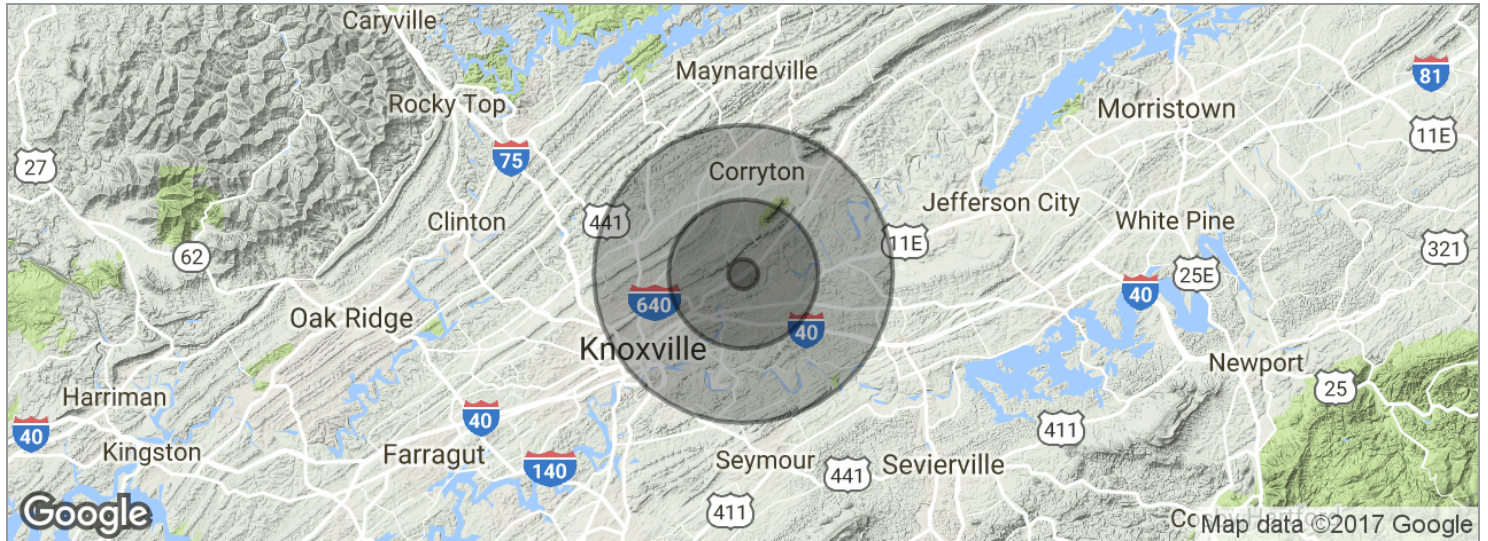 Caryville
Maynardville
81
Rocky Top
Morristown
11E
75
27
Corryton
Jefferson City
441
Clinton
White Pine
11E
321
62
25E
40
640
Oak Ridge
40
Knoxville
Newport
25
Harriman
40
40
411
Kingston
Farragut
140
Seymour
441
Sevierville
411
Google
Map data ©2017 Google